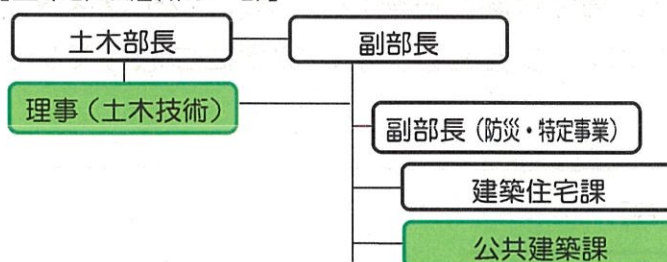 土木部長
副部長
理事（土木技術）
副部長（防災・特定事業）
建築住宅課
公共建築課